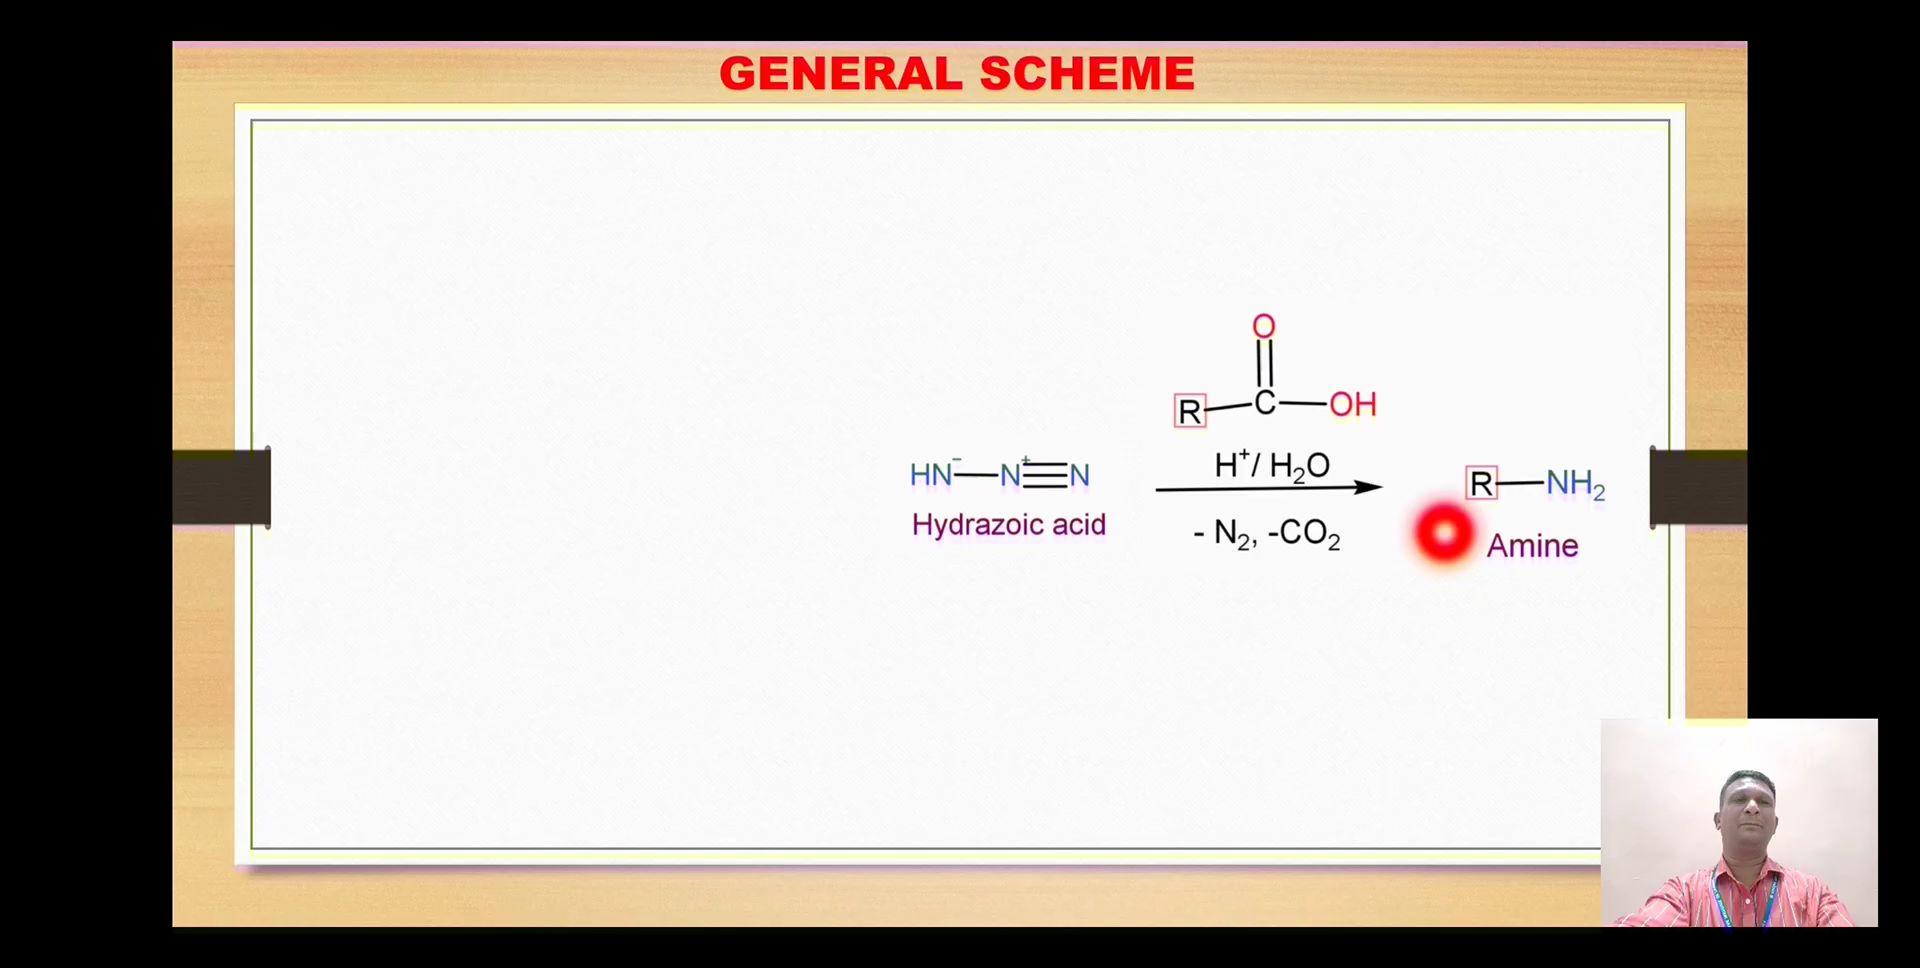 GENERAL SCHEME
O
R C OH
H⁺/ H₂O
HN⁻ N⁺ N
R NH₂
- N₂, -CO₂
Hydrazoic acid
Amine